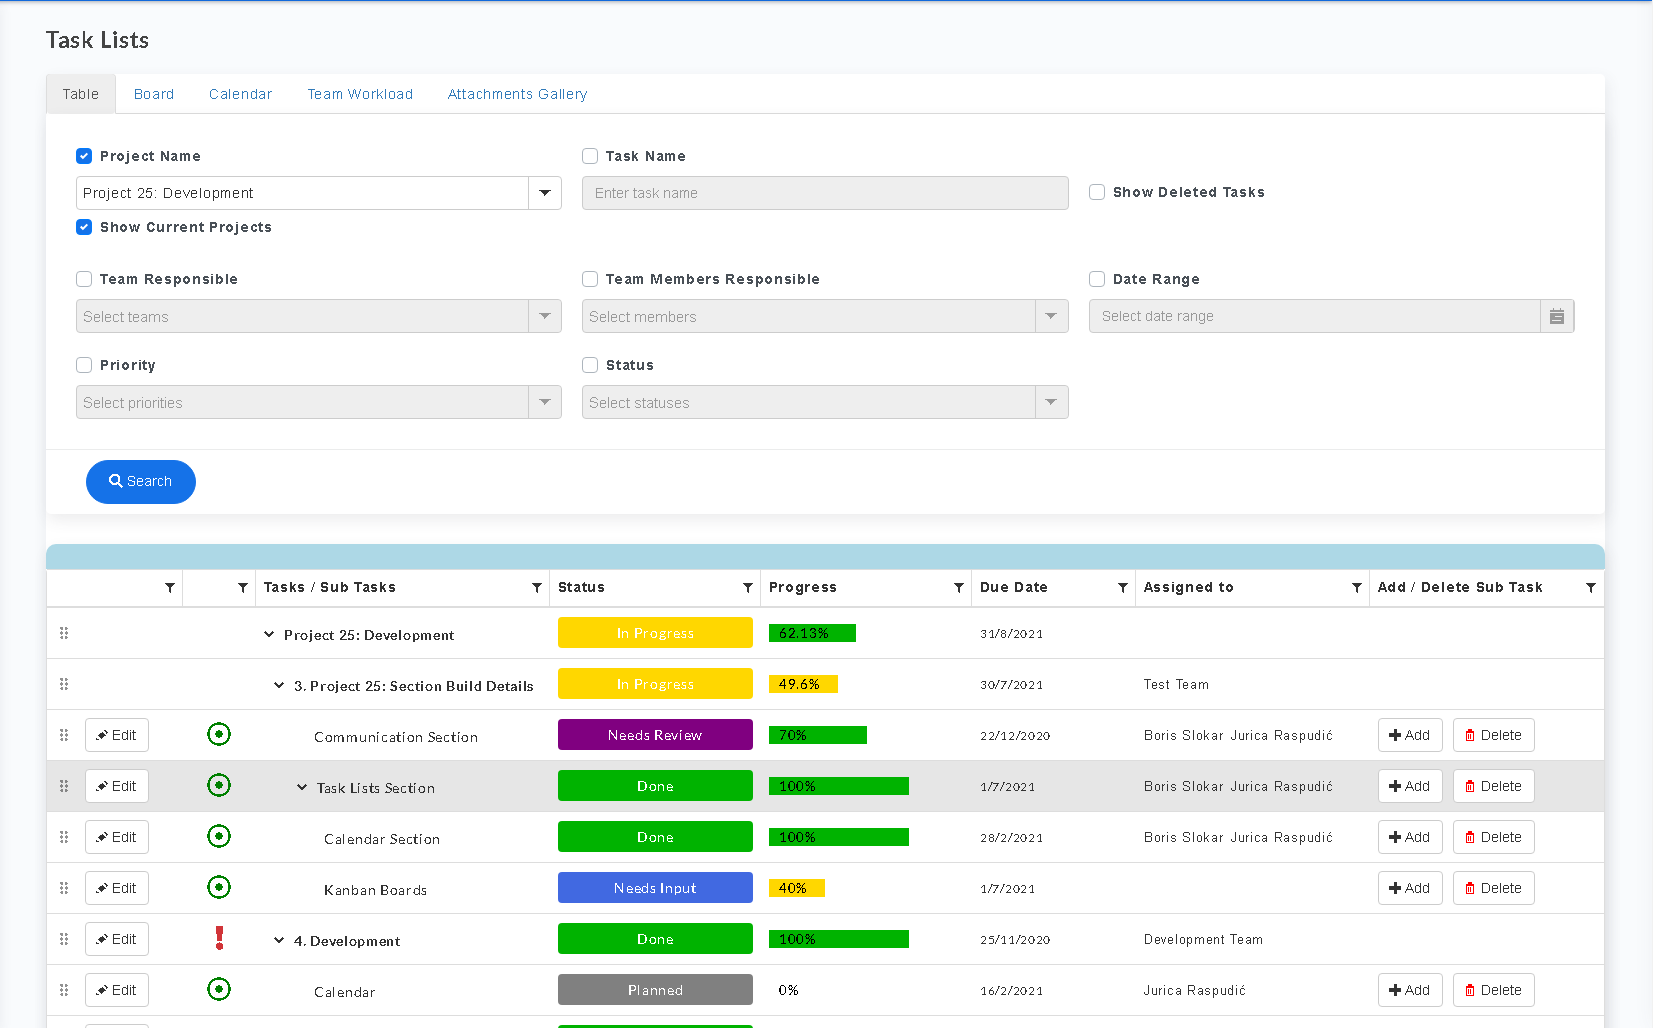 Task Lists
Table Board Calendar Team Workload Attachments Gallery
Project Name Task Name
Project 25: Development Enter task name Show Deleted Tasks
Show Current Projects
Team Responsible Team Members Responsible Date Range
Select teams Select members Select date range
Priority Status
Select priorities Select statuses
Search
Tasks / Sub Tasks Status Progress Due Date Assigned to Add / Delete Sub Task
Project 25: Development In Progress 62.13% 31/8/2021
3. Project 25: Section Build Details In Progress 49.6% 30/7/2021 Test Team
Edit Communication Section Needs Review 70% 22/12/2020 Boris Slokar Jurica Raspudić Add Delete
Edit Task Lists Section Done 100% 1/7/2021 Boris Slokar Jurica Raspudić Add Delete
Edit Calendar Section Done 100% 28/2/2021 Boris Slokar Jurica Raspudić Add Delete
Edit Kanban Boards Needs Input 40% 1/7/2021 Add Delete
Edit 4. Development Done 100% 25/11/2020 Development Team
Edit Calendar Planned 0% 16/2/2021 Jurica Raspudić Add Delete